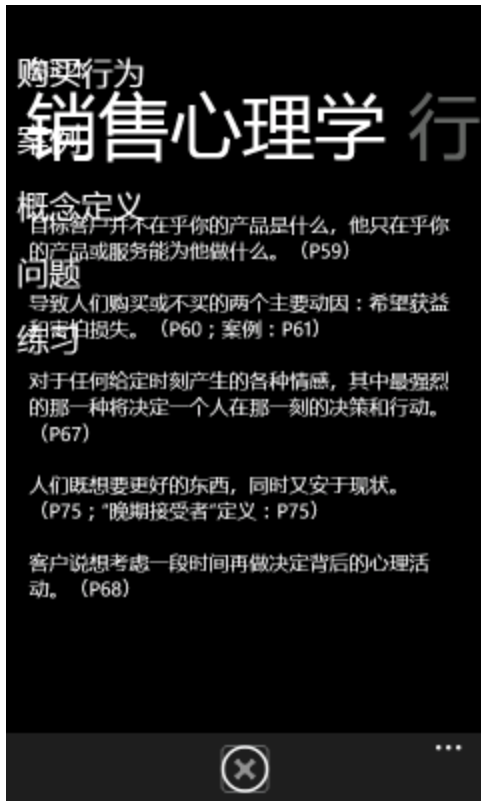 购买行为
销售心理学 行
案例
概念定义
目标客户并不在乎你的产品是什么，他只在乎你
的产品或服务能为他做什么。（P59）
问题
导致人们购买或不买的两个主要动因：希望获益
和害怕损失。（P60；案例：P61）
练习
对于任何给定时刻产生的各种情感，其中最强烈
的那一种将决定一个人在那一刻的决策和行动。
（P67）
人们既想要更好的东西，同时又安于现状。
（P75；“晚期接受者”定义：P75）
客户说想考虑一段时间再做决定背后的心理活
动。（P68）